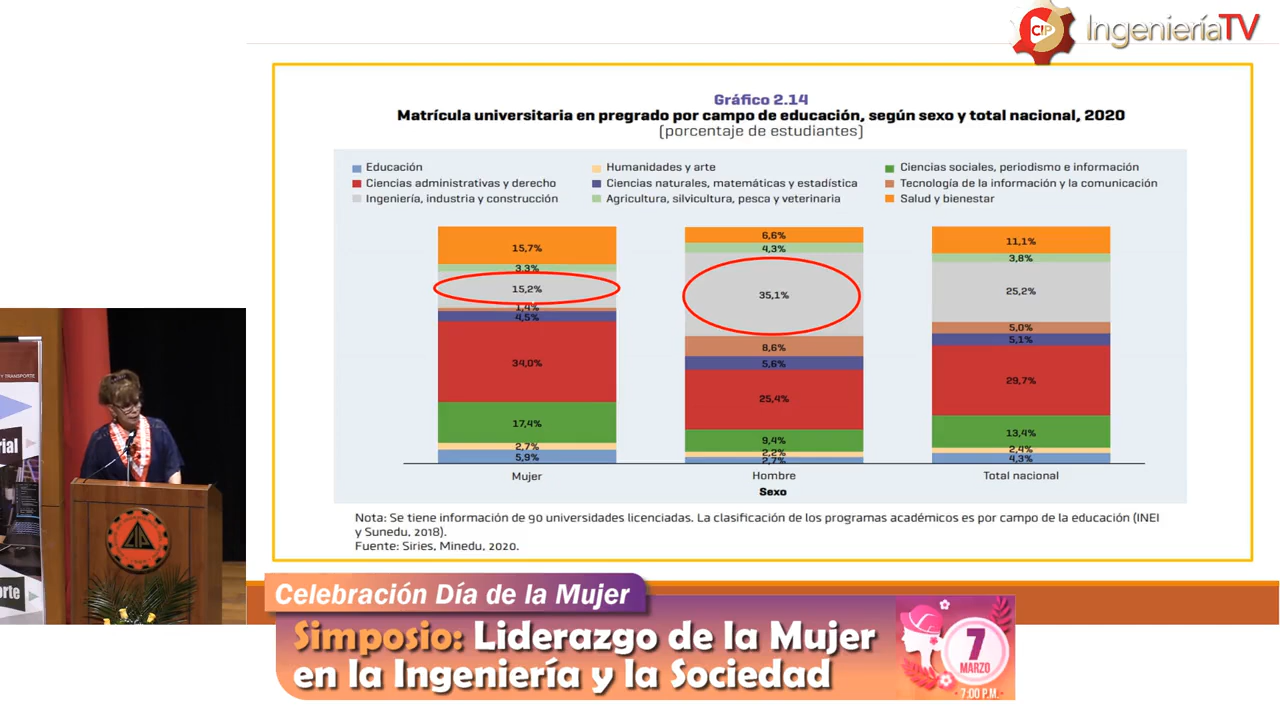 CIP IngenieríaTV
Gráfico 2.14
Matrícula universitaria en pregrado por campo de educación, según sexo y total nacional, 2020
(porcentaje de estudiantes)
Educación
Humanidades y arte
Ciencias sociales, periodismo e información
Ciencias administrativas y derecho
Ciencias naturales, matemáticas y estadística
Tecnología de la información y la comunicación
Ingeniería, industria y construcción
Agricultura, silvicultura, pesca y veterinaria
Salud y bienestar
15,7%
3,3%
15,2%
1,4%
4,5%
34,0%
17,4%
2,7%
5,9%
Mujer
6,6%
4,3%
35,1%
8,6%
5,6%
25,4%
9,4%
2,2%
2,7%
Hombre
11,1%
3,8%
25,2%
5,0%
5,1%
29,7%
13,4%
2,4%
4,3%
Total nacional
Sexo
Nota: Se tiene información de 90 universidades licenciadas. La clasificación de los programas académicos es por campo de la educación (INEI
y Sunedu, 2018).
Fuente: Siries, Minedu, 2020.
Y TRANSPORTE
rial
orte
CIP
Celebración Día de la Mujer
Simposio: Liderazgo de la Mujer
en la Ingeniería y la Sociedad
7
MARZO
7:00 P.M.